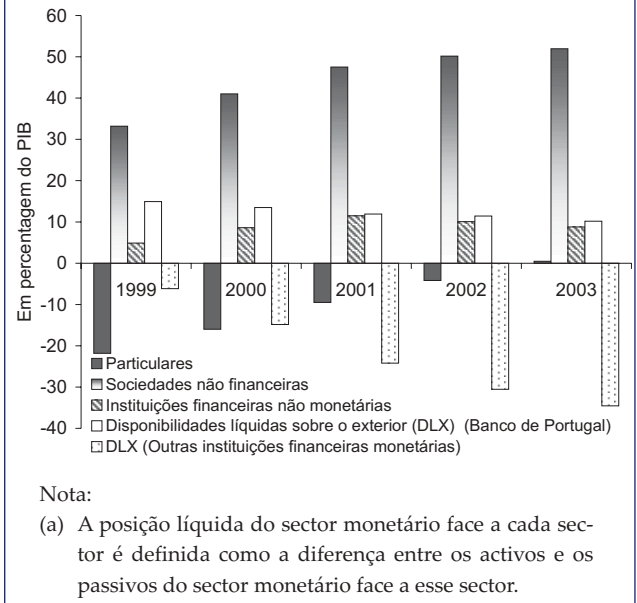 60
50
40
30
20
10
0
-10
-20
-30
-40
Em percentagem do PIB
1999 2000 2001 2002 2003
Particulares
Sociedades não financeiras
Instituições financeiras não monetárias
Disponibilidades líquidas sobre o exterior (DLX) (Banco de Portugal)
DLX (Outras instituições financeiras monetárias)
Nota:
(a) A posição líquida do sector monetário face a cada sec-
tor é definida como a diferença entre os activos e os
passivos do sector monetário face a esse sector.